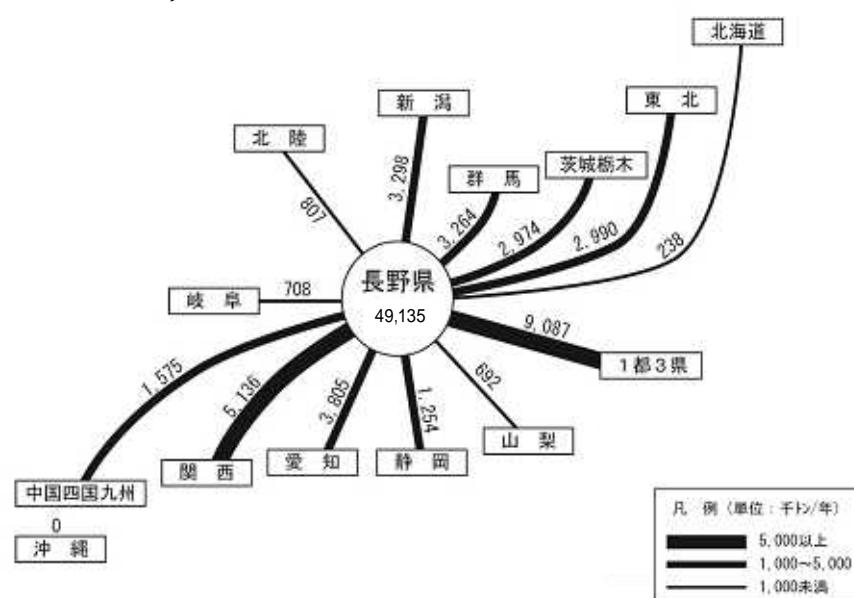 北海道
新 潟
東 北
北 陸
茨城栃木
群 馬
3,298
3,264
2,974
2,990
238
807
長野県
49,135
岐 阜
708
9,087
1都3県
1,575
5,136
3,805
1,254
692
山 梨
関 西
愛 知
静 岡
中国四国九州
0
沖 縄
凡 例 (単位：千トン/年)
5,000以上
1,000～5,000
1,000未満